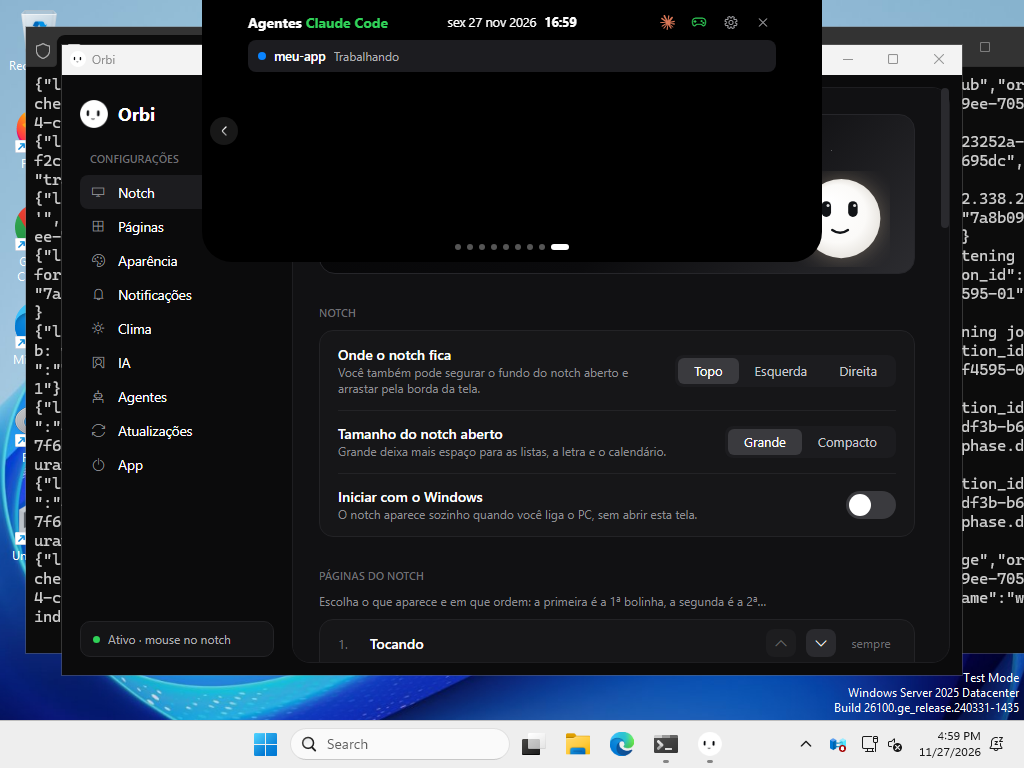 Agentes Claude Code
sex 27 nov 2026 16:59
meu-app Trabalhando
Orbi
Orbi
CONFIGURAÇÕES
Notch
Páginas
Aparência
Notificações
Clima
IA
Agentes
Atualizações
App
Ativo · mouse no notch
NOTCH
Onde o notch fica
Você também pode segurar o fundo do notch aberto e
arrastar pela borda da tela.
Topo
Esquerda
Direita
Tamanho do notch aberto
Grande deixa mais espaço para as listas, a letra e o calendário.
Grande
Compacto
Iniciar com o Windows
O notch aparece sozinho quando você liga o PC, sem abrir esta tela.
PÁGINAS DO NOTCH
Escolha o que aparece e em que ordem: a primeira é a 1ª bolinha, a segunda é a 2ª...
1. Tocando
sempre
Test Mode
Windows Server 2025 Datacenter
Build 26100.ge_release.240331-1435
Search
4:59 PM
11/27/2026